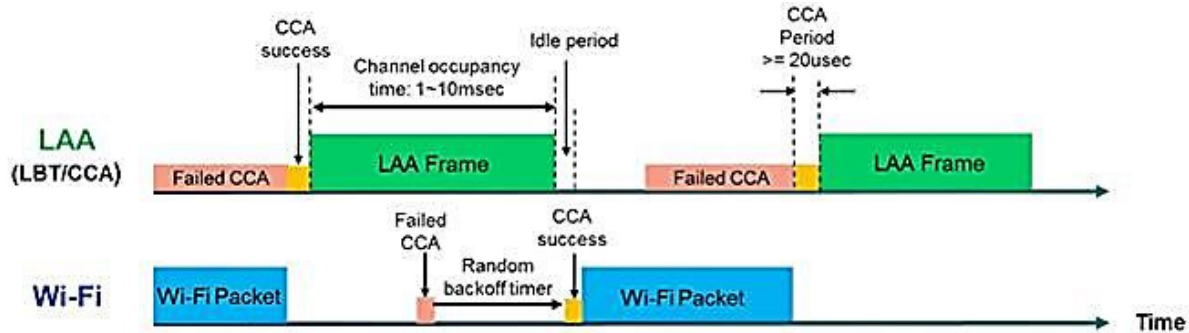 CCA
success
Channel occupancy
time: 1~10msec
Idle period
CCA
Period
>= 20usec
LAA
(LBT/CCA)
Failed CCA
LAA Frame
Failed CCA
LAA Frame
Failed
CCA
Random
backoff timer
CCA
success
Wi-Fi
Wi-Fi Packet
Wi-Fi Packet
Time